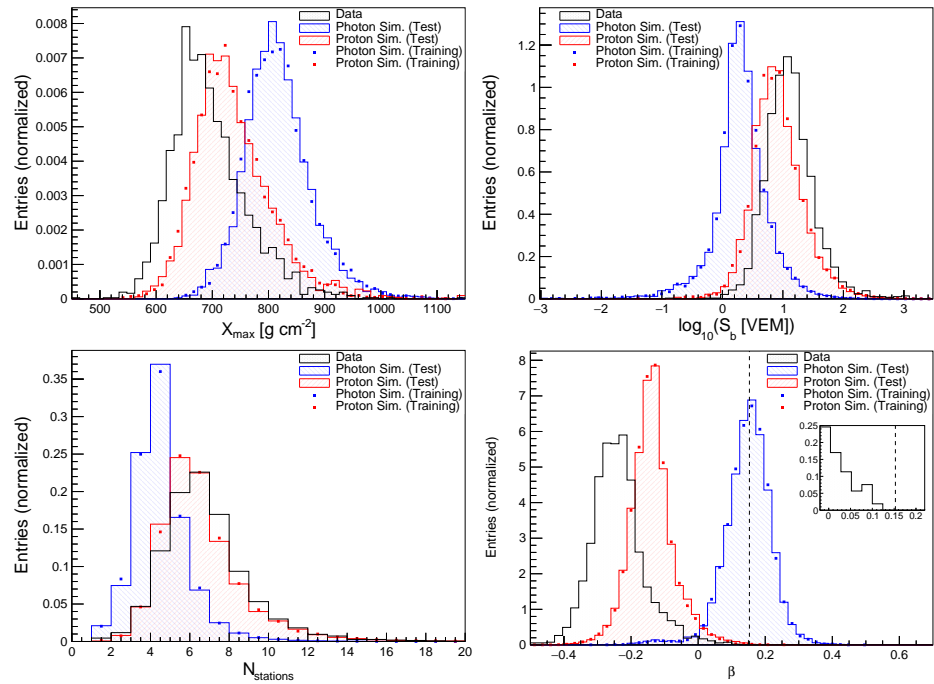 Data
Photon Sim. (Test)
Proton Sim. (Test)
Photon Sim. (Training)
Proton Sim. (Training)
Entries (normalized)
0.008
0.007
0.006
0.005
0.004
0.003
0.002
0.001
0
500 600 700 800 900 1000 1100
X_max [g cm^-2]
Data
Photon Sim. (Test)
Proton Sim. (Test)
Photon Sim. (Training)
Proton Sim. (Training)
Entries (normalized)
1.2
1.0
0.8
0.6
0.4
0.2
0.0
−3 −2 −1 0 1 2 3
log_10(S_b [VEM])
Data
Photon Sim. (Test)
Proton Sim. (Test)
Photon Sim. (Training)
Proton Sim. (Training)
Entries (normalized)
0.35
0.3
0.25
0.2
0.15
0.1
0.05
0
0 2 4 6 8 10 12 14 16 18 20
N_stations
Data
Photon Sim. (Test)
Proton Sim. (Test)
Photon Sim. (Training)
Proton Sim. (Training)
Entries (normalized)
8
7
6
5
4
3
2
1
0
−0.4 −0.2 0 0.2 0.4 0.6
β
0.25
0.2
0.15
0.1
0.05
0
0 0.05 0.1 0.15 0.2